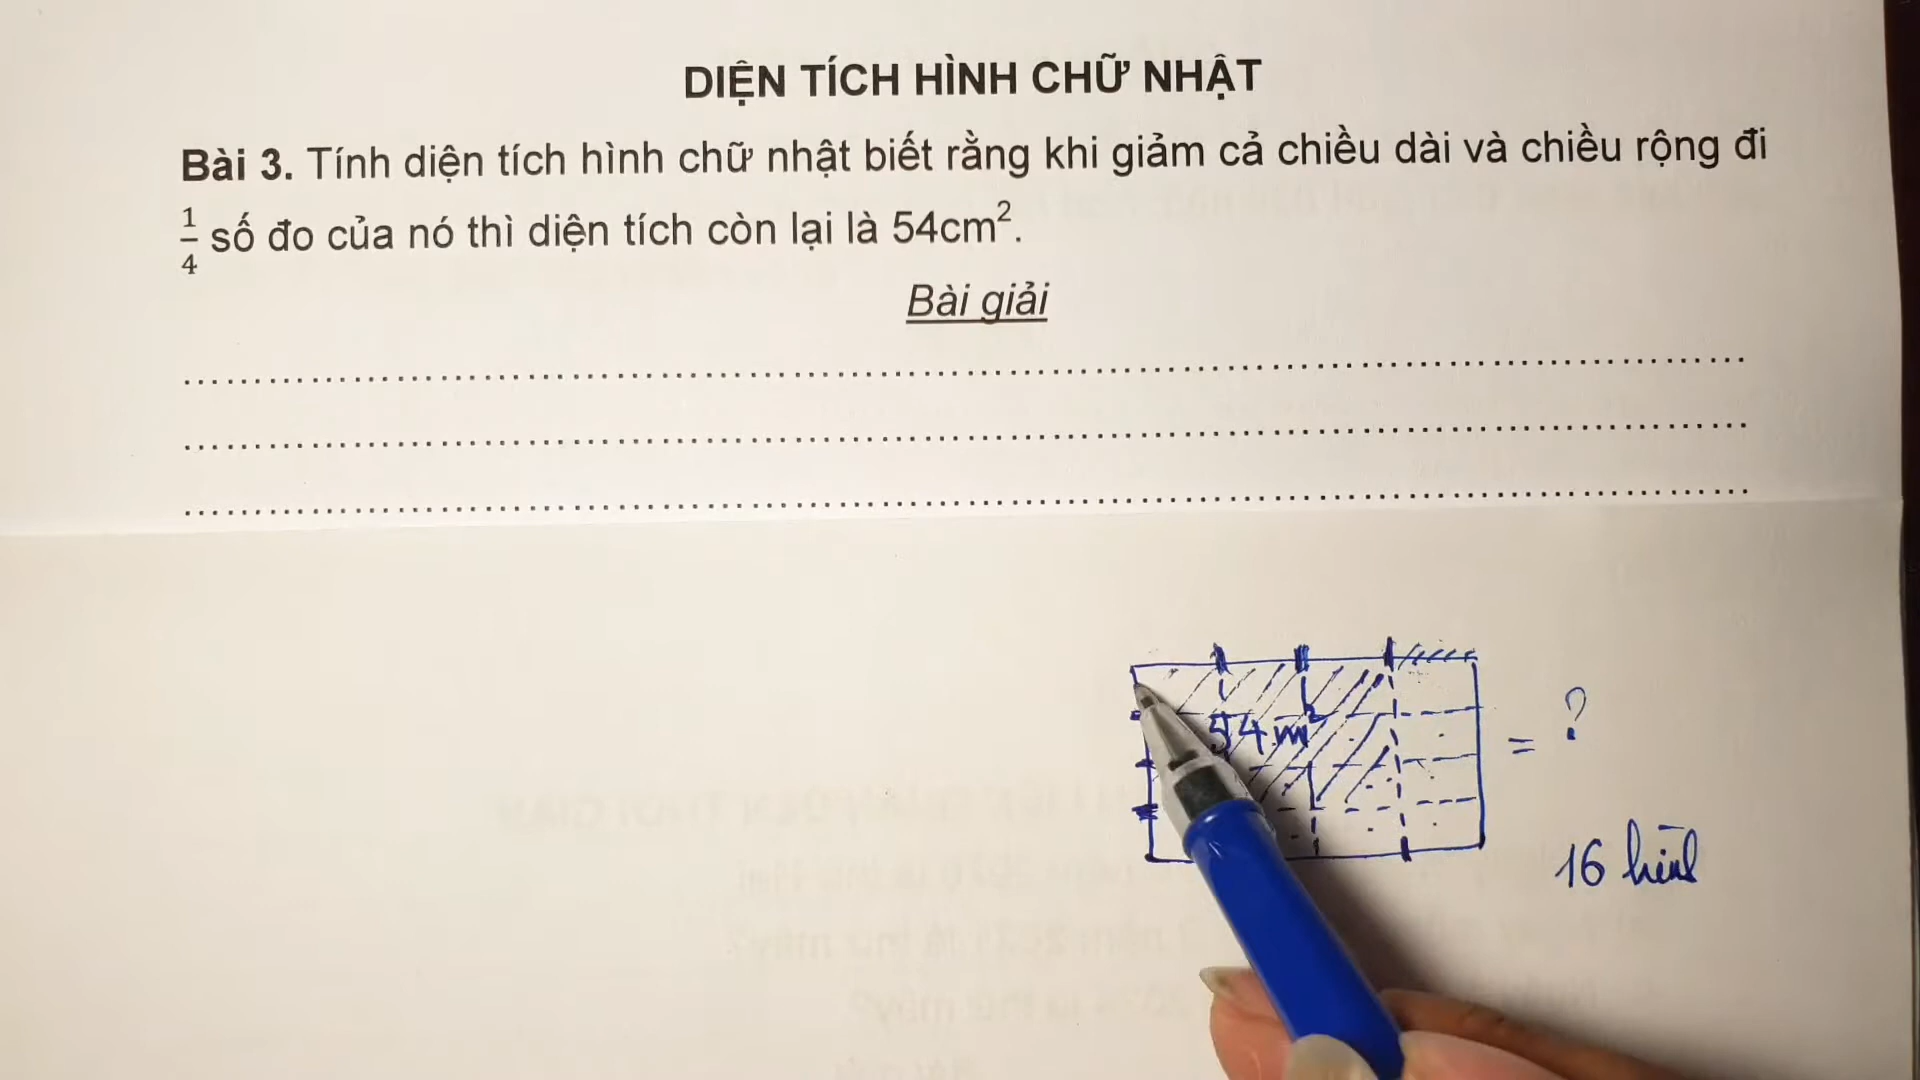 DIỆN TÍCH HÌNH CHỮ NHẬT
Bài 3. Tính diện tích hình chữ nhật biết rằng khi giảm cả chiều dài và chiều rộng đi
1/4 số đo của nó thì diện tích còn lại là 54cm².
Bài giải
54m²
= ?
16 hình